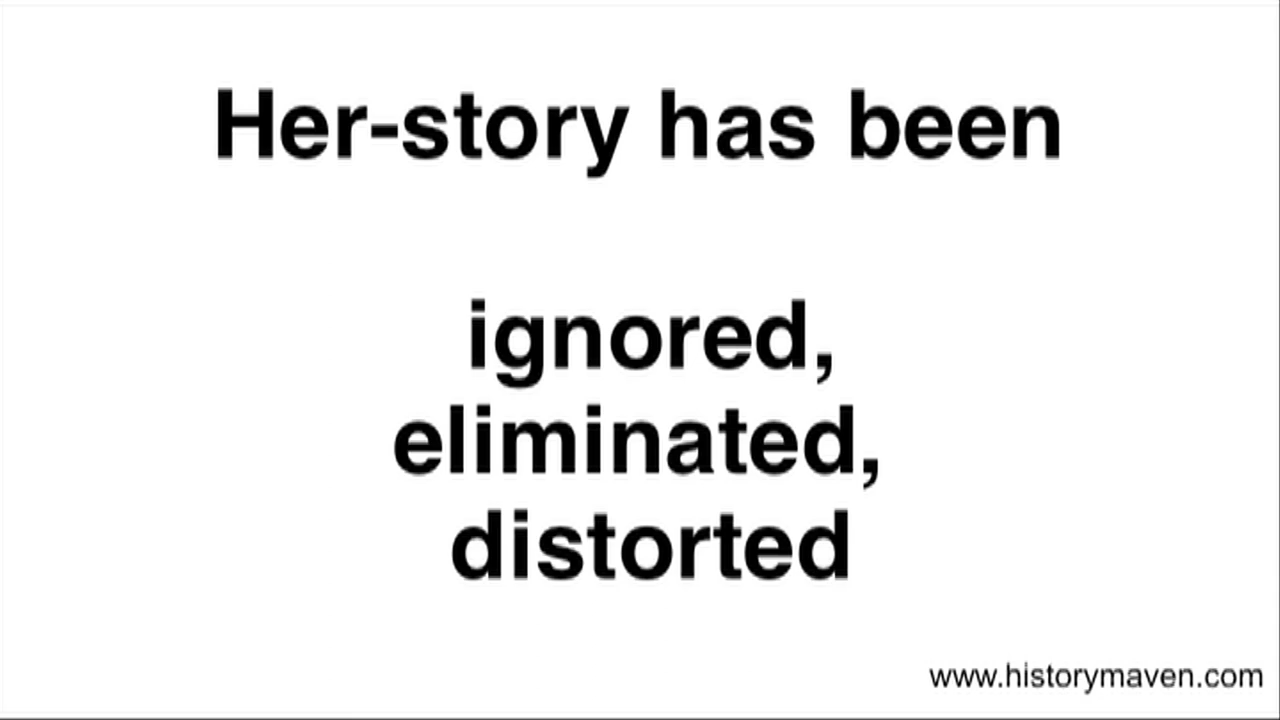 Her-story has been
ignored,
eliminated,
distorted
www.historymaven.com